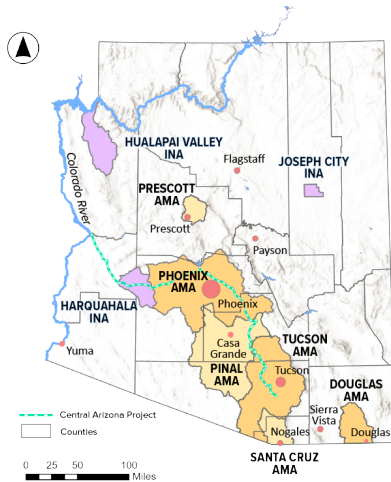 HUALAPAI VALLEY
INA
Flagstaff
JOSEPH CITY
INA
Colorado River
PRESCOTT
AMA
Prescott
Payson
PHOENIX
AMA
Phoenix
HARQUAHALA
INA
Yuma
Casa
Grande
PINAL
AMA
TUCSON
AMA
Tucson
DOUGLAS
AMA
Sierra
Vista
Douglas
Nogales
SANTA CRUZ
AMA
Central Arizona Project
Counties
0 25 50 100
Miles